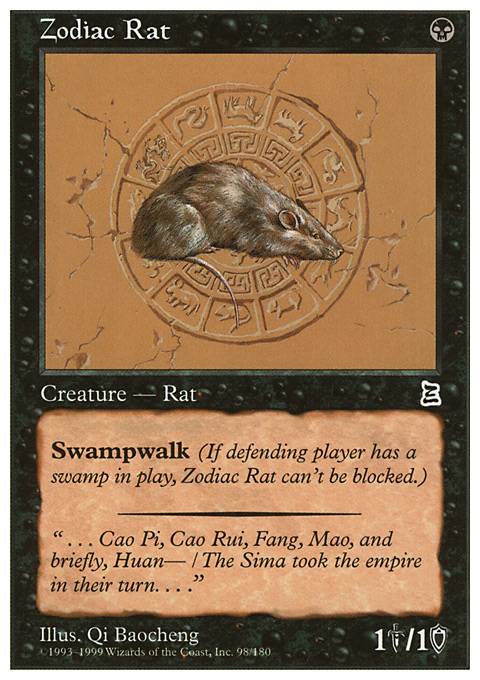 Zodiac Rat
Creature — Rat
Swampwalk (If defending player has a
swamp in play, Zodiac Rat can't be blocked.)
“ . . . Cao Pi, Cao Rui, Fang, Mao, and
briefly, Huan— / The Sima took the empire
in their turn. . . .”
Illus. Qi Baocheng
©1993–1999 Wizards of the Coast, Inc. 98/180
1/1